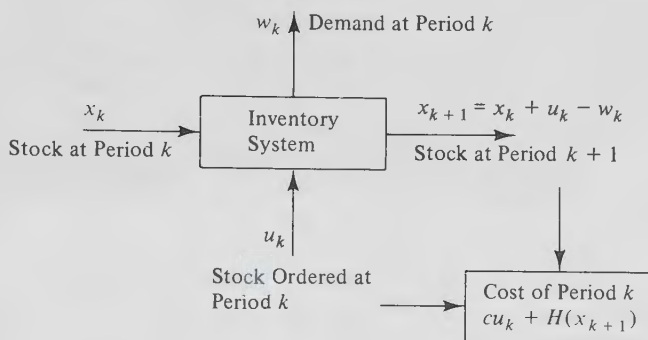 w_k Demand at Period k
x_k
Stock at Period k
Inventory
System
x_{k+1} = x_k + u_k − w_k
Stock at Period k + 1
u_k
Stock Ordered at
Period k
Cost of Period k
cu_k + H(x_{k+1})